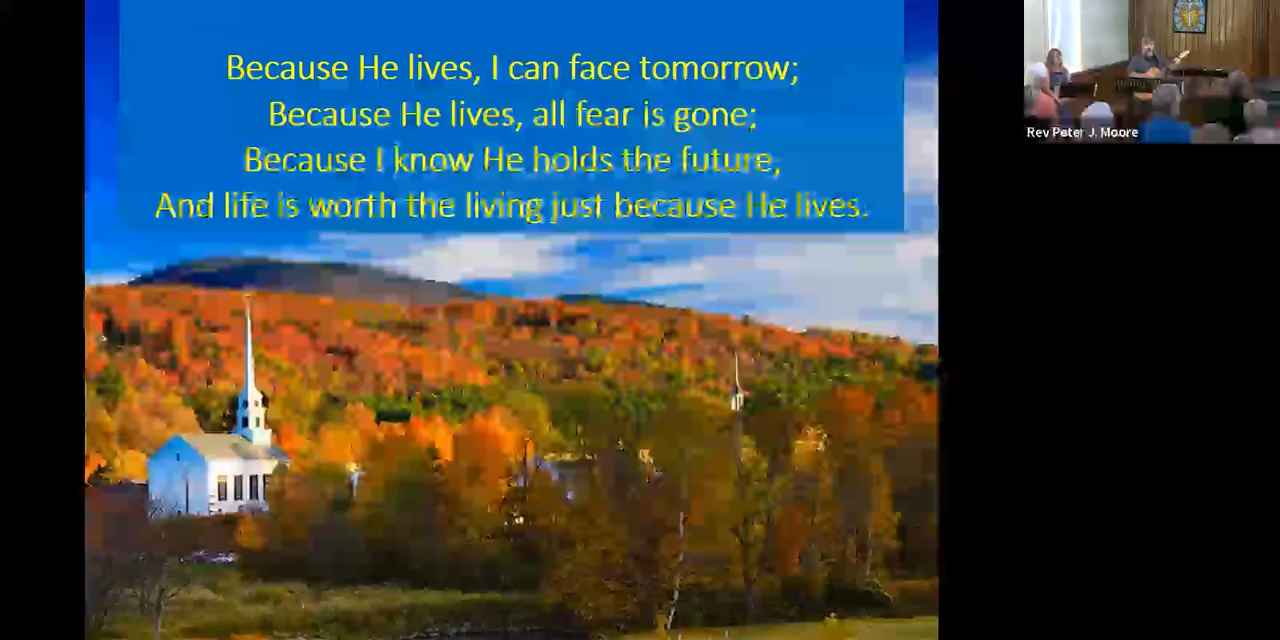 Because He lives, I can face tomorrow;
Because He lives, all fear is gone;
Because I know He holds the future,
And life is worth the living just because He lives.
Rev Peter J. Moore